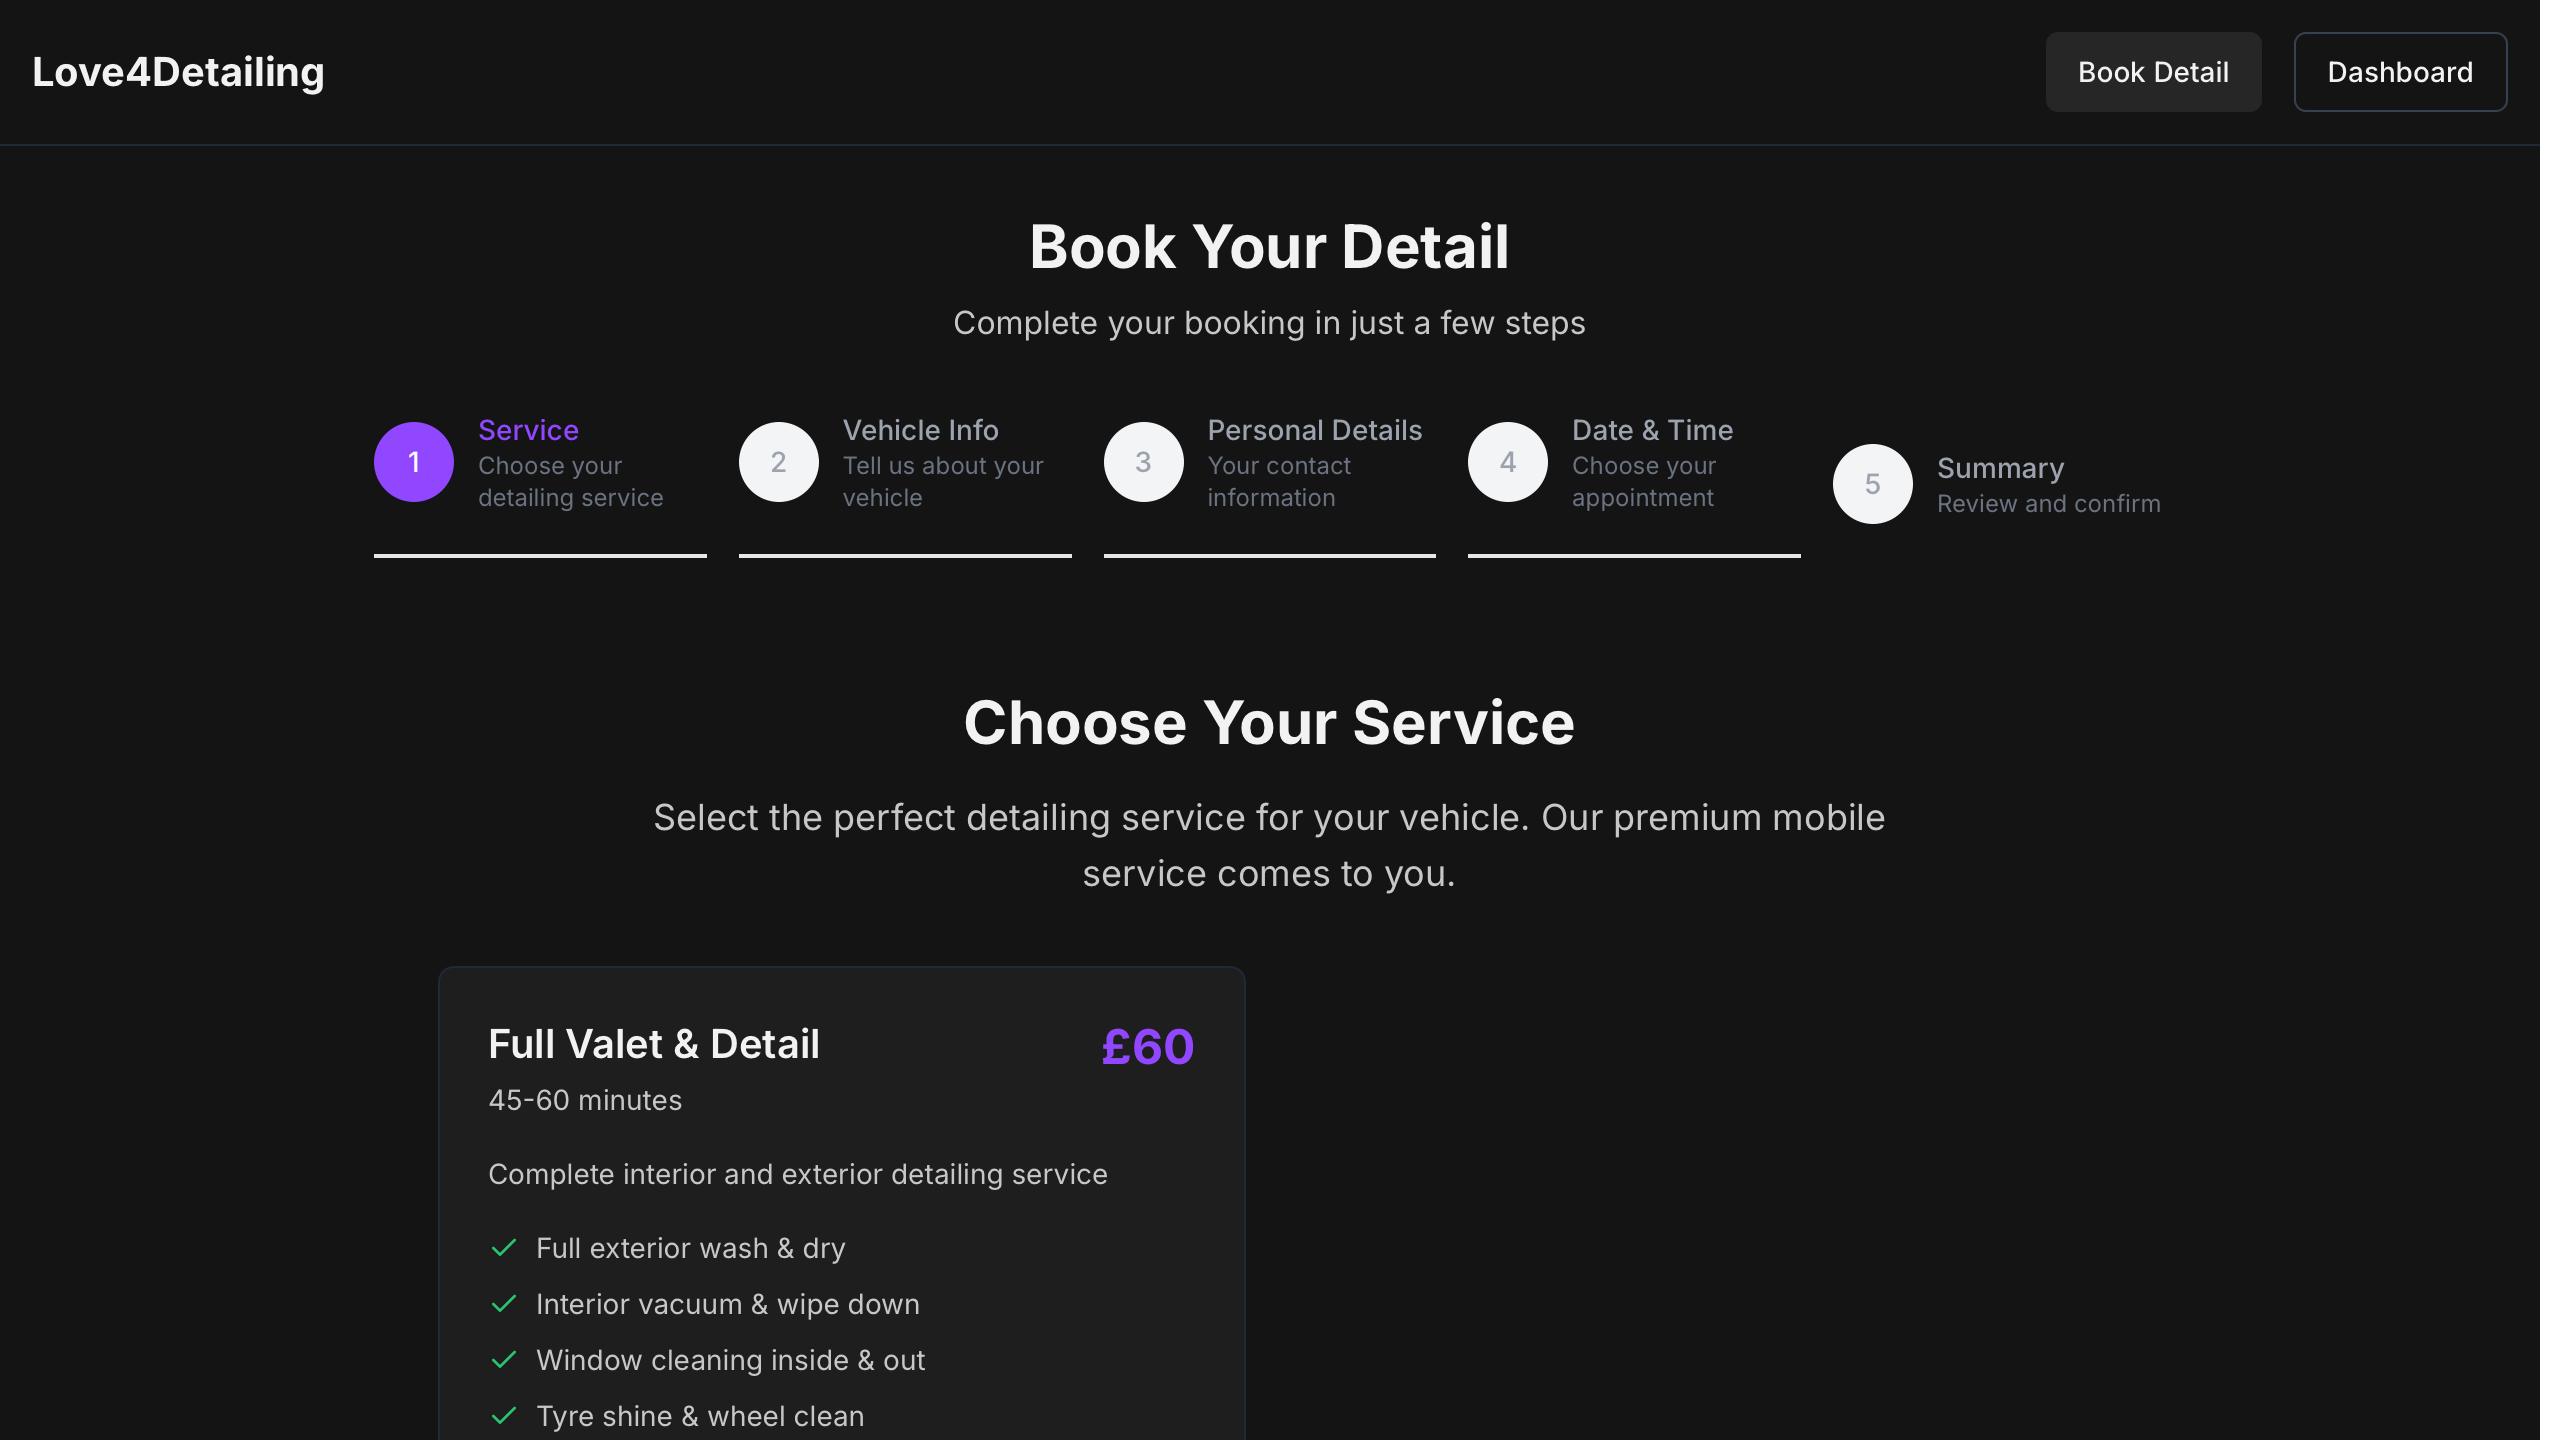 Love4Detailing
Book Detail
Dashboard
Book Your Detail
Complete your booking in just a few steps
1
Service
Choose your
detailing service
2
Vehicle Info
Tell us about your
vehicle
3
Personal Details
Your contact
information
4
Date & Time
Choose your
appointment
5
Summary
Review and confirm
Choose Your Service
Select the perfect detailing service for your vehicle. Our premium mobile
service comes to you.
Full Valet & Detail
£60
45-60 minutes
Complete interior and exterior detailing service
Full exterior wash & dry
Interior vacuum & wipe down
Window cleaning inside & out
Tyre shine & wheel clean